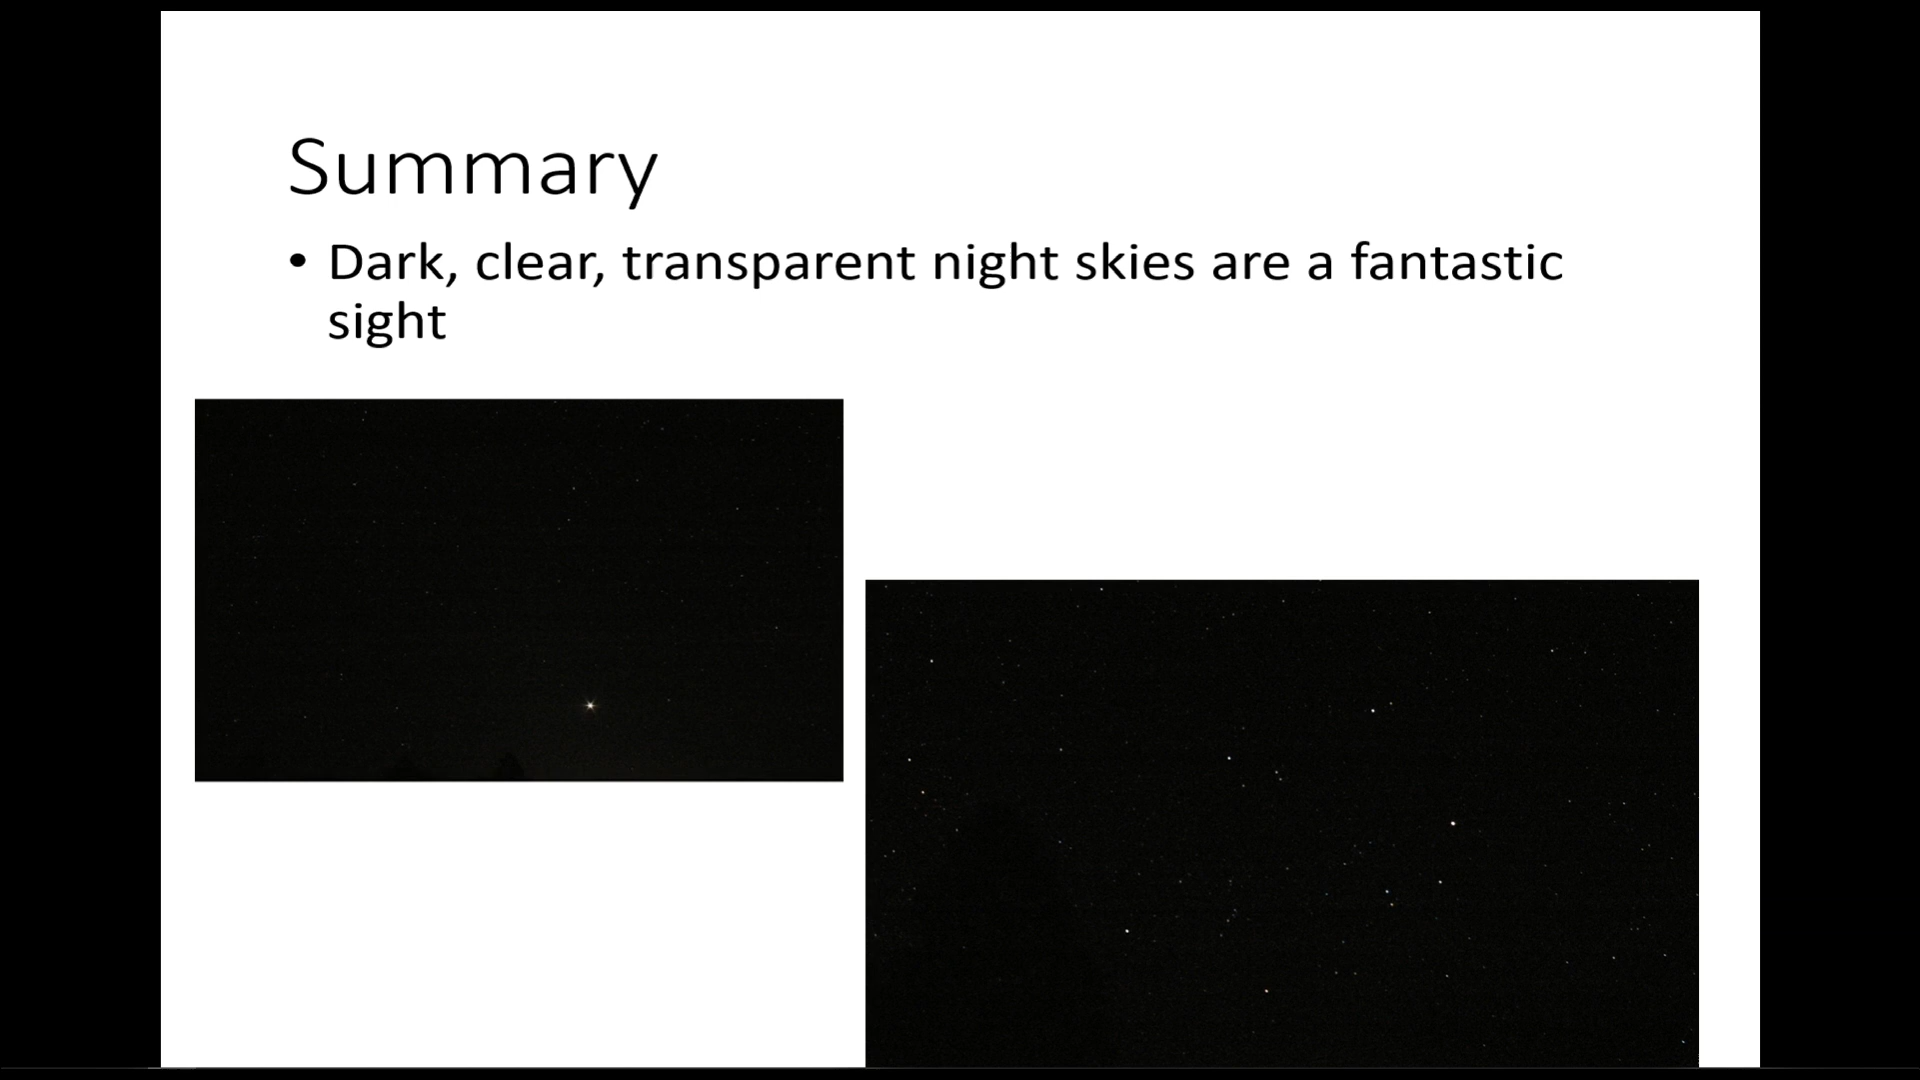 Summary
• Dark, clear, transparent night skies are a fantastic
sight